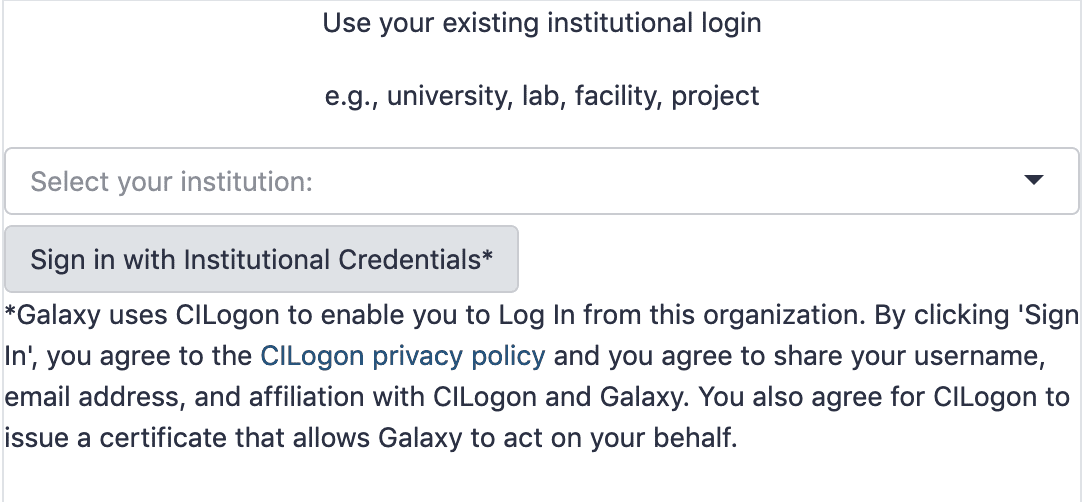 Use your existing institutional login
e.g., university, lab, facility, project
Select your institution:
Sign in with Institutional Credentials*
*Galaxy uses CILogon to enable you to Log In from this organization. By clicking 'Sign
In', you agree to the CILogon privacy policy and you agree to share your username,
email address, and affiliation with CILogon and Galaxy. You also agree for CILogon to
issue a certificate that allows Galaxy to act on your behalf.